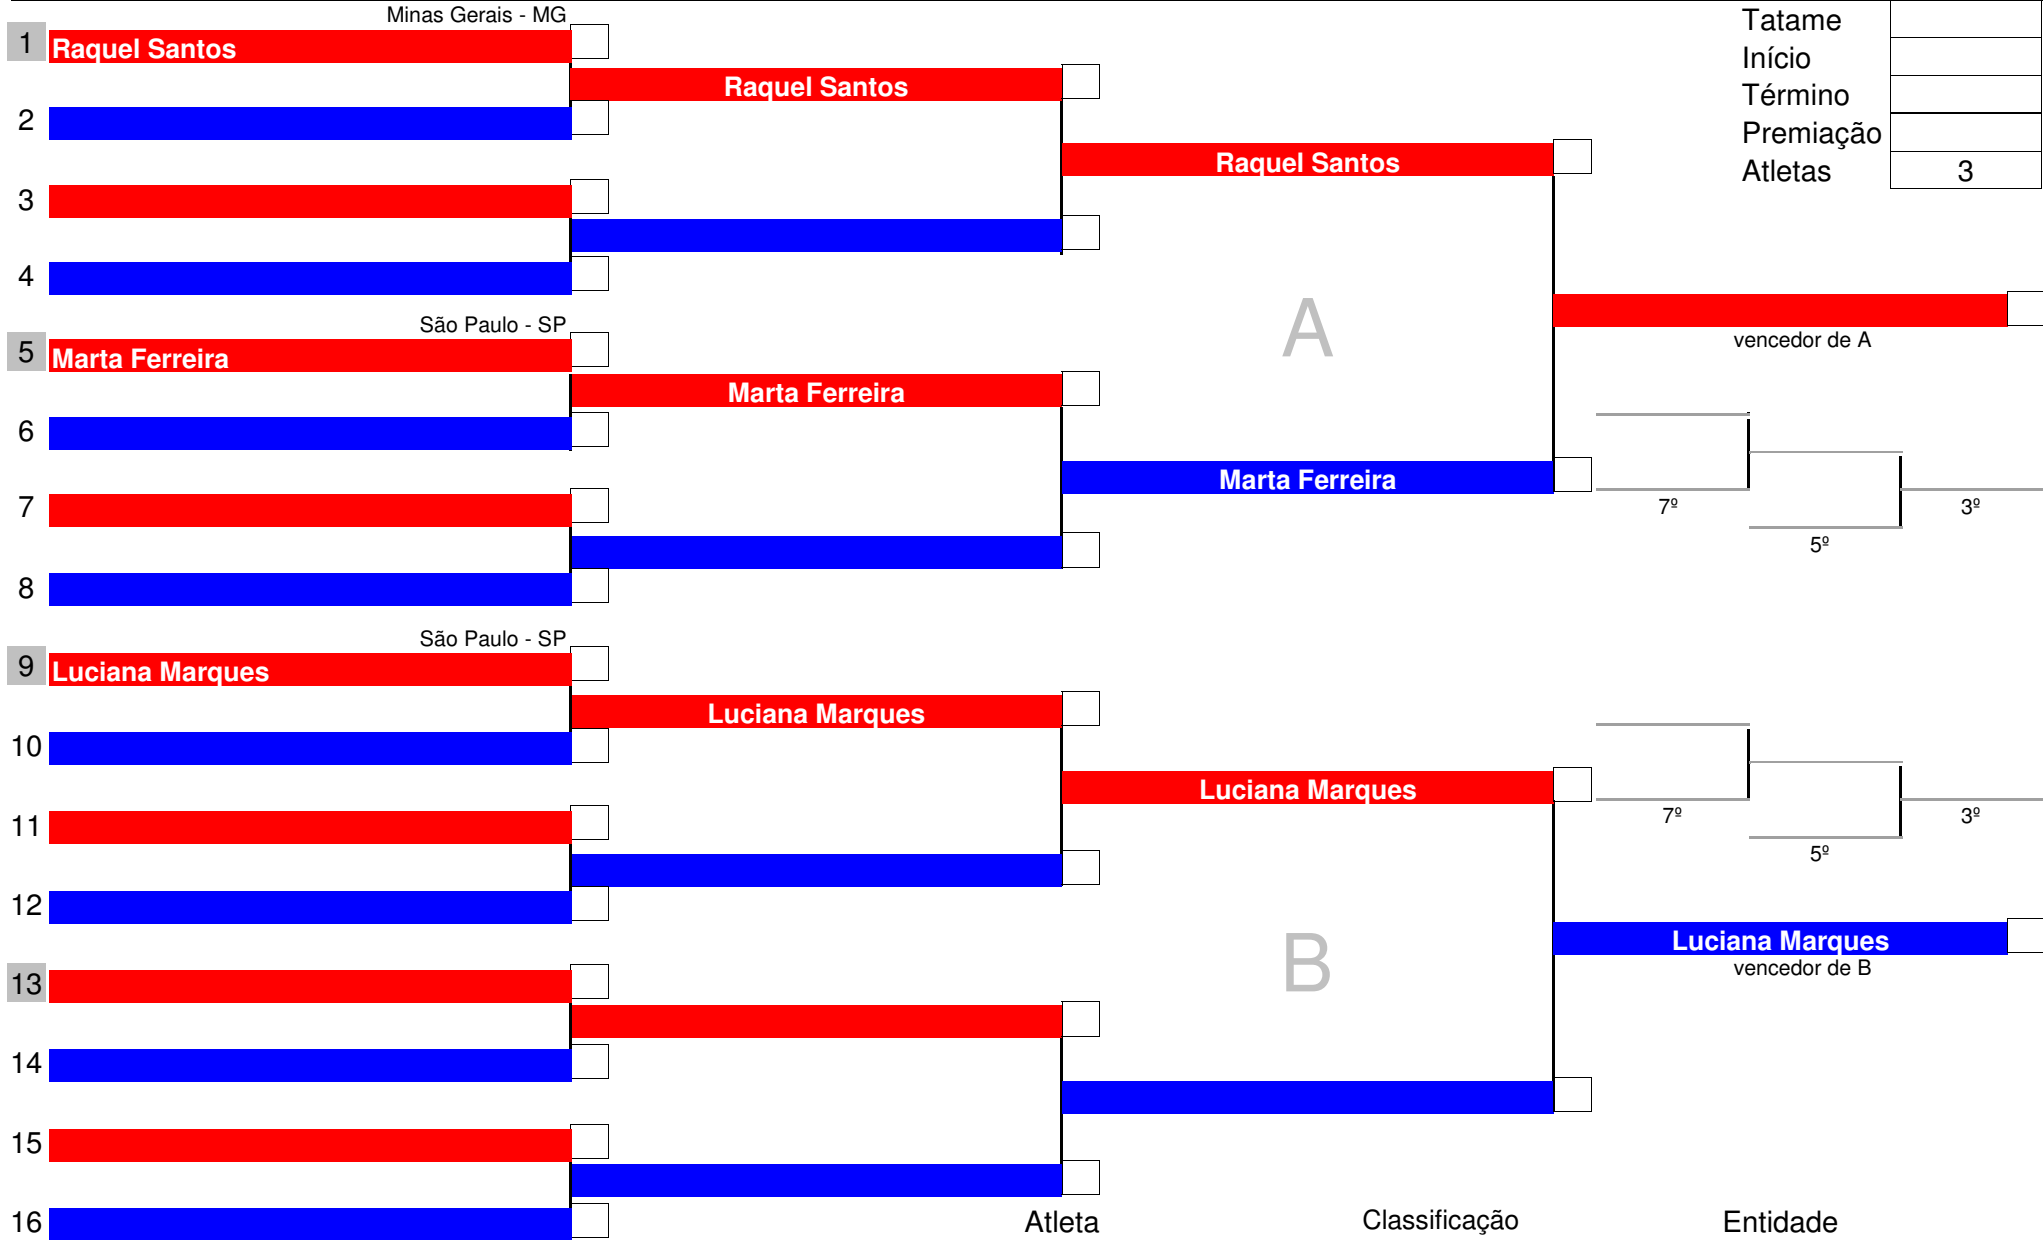 Minas Gerais - MG
Tatame
1 Raquel Santos
Início
Raquel Santos
Término
2
Premiação
Raquel Santos
Atletas 3
3
4
São Paulo - SP
A
5 Marta Ferreira
vencedor de A
Marta Ferreira
6
Marta Ferreira
7
7º 3º
5º
8
São Paulo - SP
9 Luciana Marques
Luciana Marques
10
Luciana Marques
11
7º 3º
5º
12
Luciana Marques
B
vencedor de B
13
14
15
16
Atleta Classificação Entidade